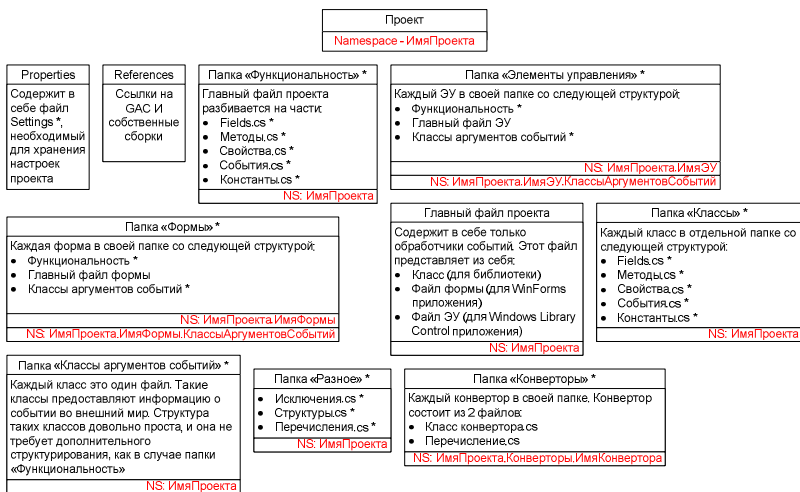 Проект
Namespace - ИмяПроекта
Properties
Содержит в
себе файл
Settings *,
необходимый
для хранения
настроек
проекта
References
Ссылки на
GAC И
собственные
сборки
Папка «Функциональность» *
Главный файл проекта
разбивается на части:
• Fields.cs *
• Методы.cs *
• Свойства.cs *
• События.cs *
• Константы.cs *
NS: ИмяПроекта
Папка «Элементы управления» *
Каждый ЭУ в своей папке со следующей структурой:
• Функциональность *
• Главный файл ЭУ
• Классы аргументов событий *
NS: ИмяПроекта.ИмяЭУ
NS: ИмяПроекта.ИмяЭУ.КлассыАргументовСобытий
Папка «Формы» *
Каждая форма в своей папке со следующей структурой:
• Функциональность *
• Главный файл формы
• Классы аргументов событий *
NS: ИмяПроекта.ИмяФормы
NS: ИмяПроекта.ИмяФормы.КлассыАргументовСобытий
Главный файл проекта
Содержит в себе только
обработчики событий. Этот файл
представляет из себя:
• Класс (для библиотеки)
• Файл формы (для WinForms
приложения)
• Файл ЭУ (для Windows Library
Control приложения)
NS: ИмяПроекта
Папка «Классы» *
Каждый класс в отдельной папке со
следующей структурой:
• Fields.cs *
• Методы.cs *
• Свойства.cs *
• События.cs *
• Константы.cs *
NS: ИмяПроекта
Папка «Классы аргументов событий» *
Каждый класс это один файл. Такие
классы предоставляют информацию о
событии во внешний мир. Структура
таких классов довольно проста, и она не
требует дополнительного
структурирования, как в случае папки
«Функциональность»
NS: ИмяПроекта
Папка «Разное» *
• Исключения.cs *
• Структуры.cs *
• Перечисления.cs *
NS: ИмяПроекта
Папка «Конверторы» *
Каждый конвертор в своей папке. Конвертор
состоит из 2 файлов:
• Класс конвертора.cs
• Перечисление.cs
NS: ИмяПроекта.Конверторы.ИмяКонвертора